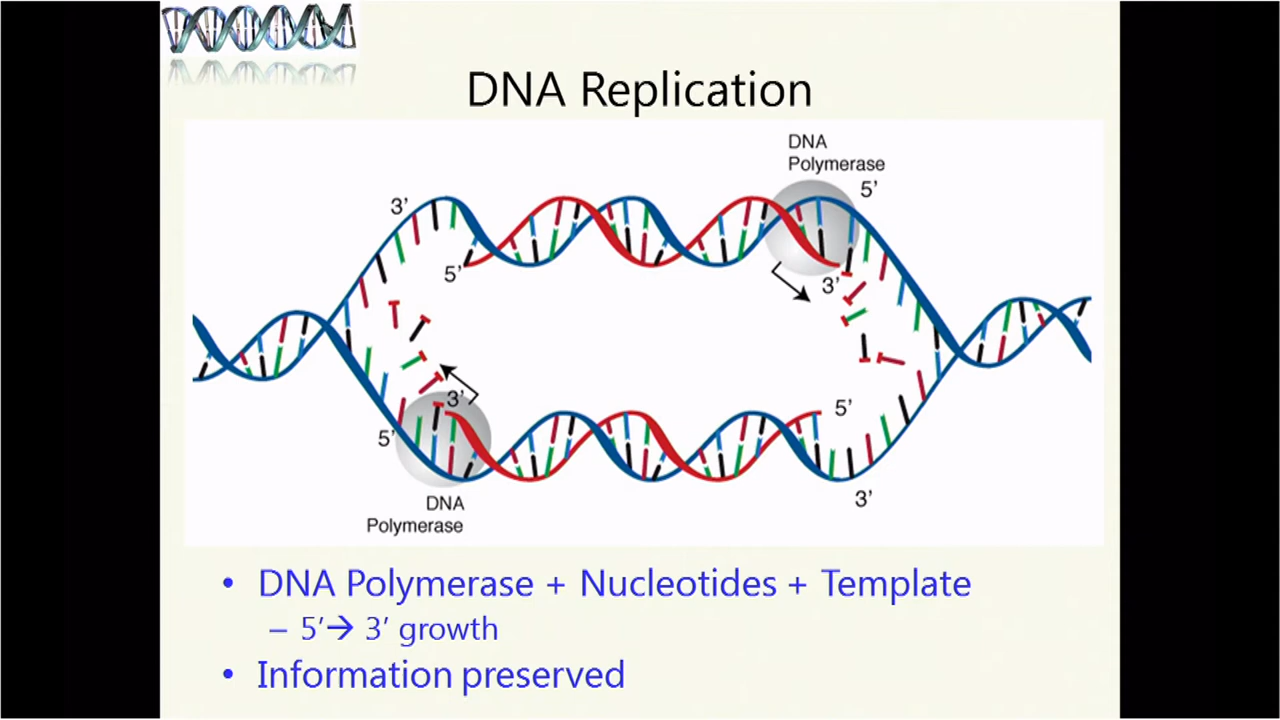 DNA Replication
DNA
Polymerase
5’
3’
5’
3’
3’
5’
5’
3’
DNA
Polymerase
• DNA Polymerase + Nucleotides + Template
– 5’→ 3’ growth
• Information preserved